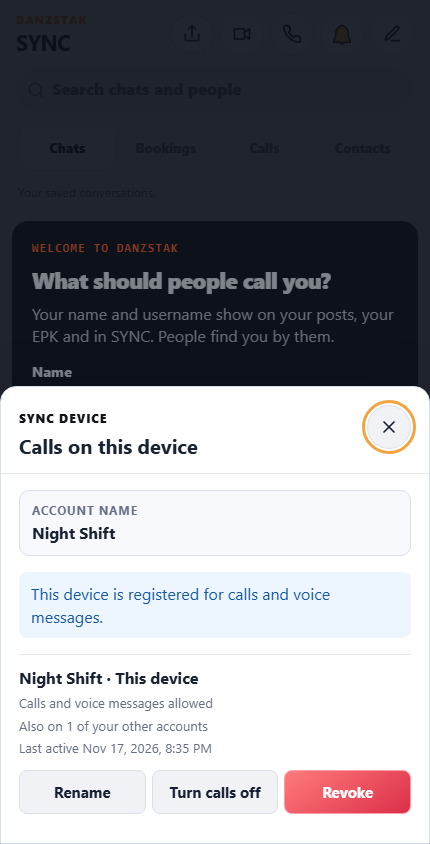 DANZSTAK
SYNC
Search chats and people
Chats
Bookings
Calls
Contacts
Your saved conversations.
WELCOME TO DANZSTAK
What should people call you?
Your name and username show on your posts, your
EPK and in SYNC. People find you by them.
Name
SYNC DEVICE
Calls on this device
ACCOUNT NAME
Night Shift
This device is registered for calls and voice
messages.
Night Shift · This device
Calls and voice messages allowed
Also on 1 of your other accounts
Last active Nov 17, 2026, 8:35 PM
Rename
Turn calls off
Revoke